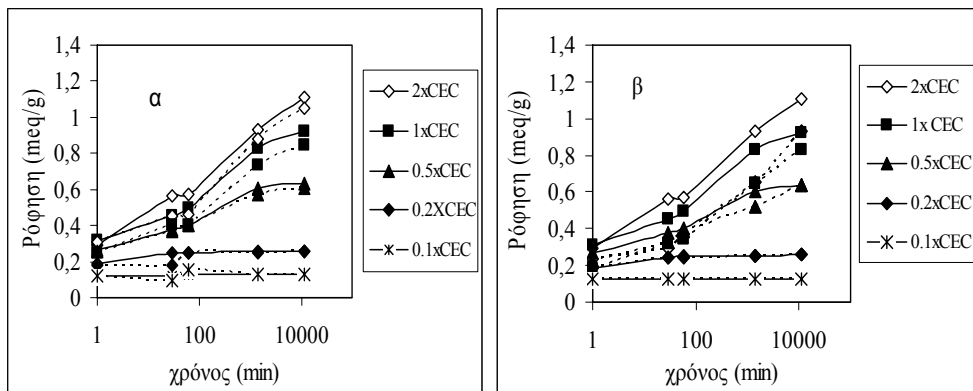 α
Ρόφηση (meq/g)
1,4
1,2
1
0,8
0,6
0,4
0,2
0
1 100 10000
χρόνος (min)
2xCEC
1xCEC
0.5xCEC
0.2XCEC
0.1xCEC
β
Ρόφηση (meq/g)
1,4
1,2
1
0,8
0,6
0,4
0,2
0
1 100 10000
χρόνος (min)
2xCEC
1x CEC
0.5xCEC
0.2xCEC
0.1xCEC